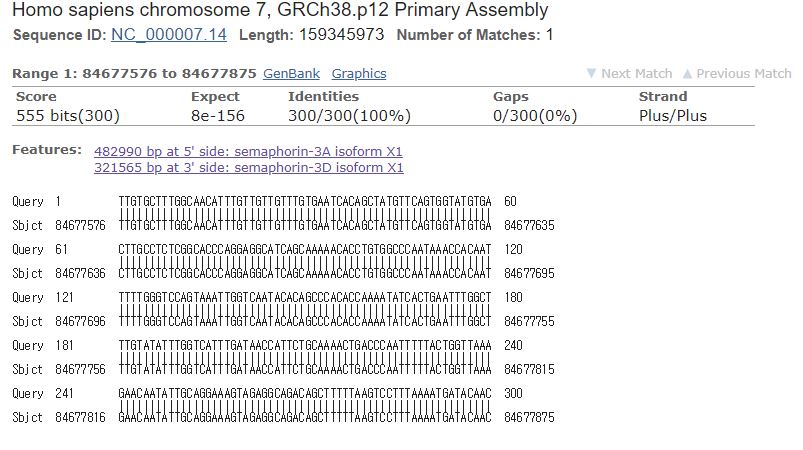 Homo sapiens chromosome 7, GRCh38.p12 Primary Assembly
Sequence ID: NC_000007.14 Length: 159345973 Number of Matches: 1
Range 1: 84677576 to 84677875 GenBank Graphics ▼ Next Match ▲ Previous Match
Score Expect Identities Gaps Strand
555 bits(300) 8e-156 300/300(100%) 0/300(0%) Plus/Plus
Features: 482990 bp at 5' side: semaphorin-3A isoform X1
321565 bp at 3' side: semaphorin-3D isoform X1
Query 1 TTGTGCTTTGGCAACATTTGTTGTTGTTTGTGAATCACAGCTATGTTCAGTGGTATGTGA 60
Sbjct 84677576 TTGTGCTTTGGCAACATTTGTTGTTGTTTGTGAATCACAGCTATGTTCAGTGGTATGTGA 84677635
Query 61 CTTGCCTCTCGGCACCCAGGAGGCATCAGCAAAAACACCTGTGGCCCAATAAACCACAAT 120
Sbjct 84677636 CTTGCCTCTCGGCACCCAGGAGGCATCAGCAAAAACACCTGTGGCCCAATAAACCACAAT 84677695
Query 121 TTTTGGGTCCAGTAAATTGGTCAATACACAGCCCACACCAAAATATCACTGAATTTGGCT 180
Sbjct 84677696 TTTTGGGTCCAGTAAATTGGTCAATACACAGCCCACACCAAAATATCACTGAATTTGGCT 84677755
Query 181 TTGTATATTTGGTCATTTGATAACCATTCTGCAAAACTGACCCAATTTTTACTGGTTAAA 240
Sbjct 84677756 TTGTATATTTGGTCATTTGATAACCATTCTGCAAAACTGACCCAATTTTTACTGGTTAAA 84677815
Query 241 GAACAATATTGCAGGAAAGTAGAGGCAGACAGCTTTTTAAGTCCTTTAAAATGATACAAC 300
Sbjct 84677816 GAACAATATTGCAGGAAAGTAGAGGCAGACAGCTTTTTAAGTCCTTTAAAATGATACAAC 84677875